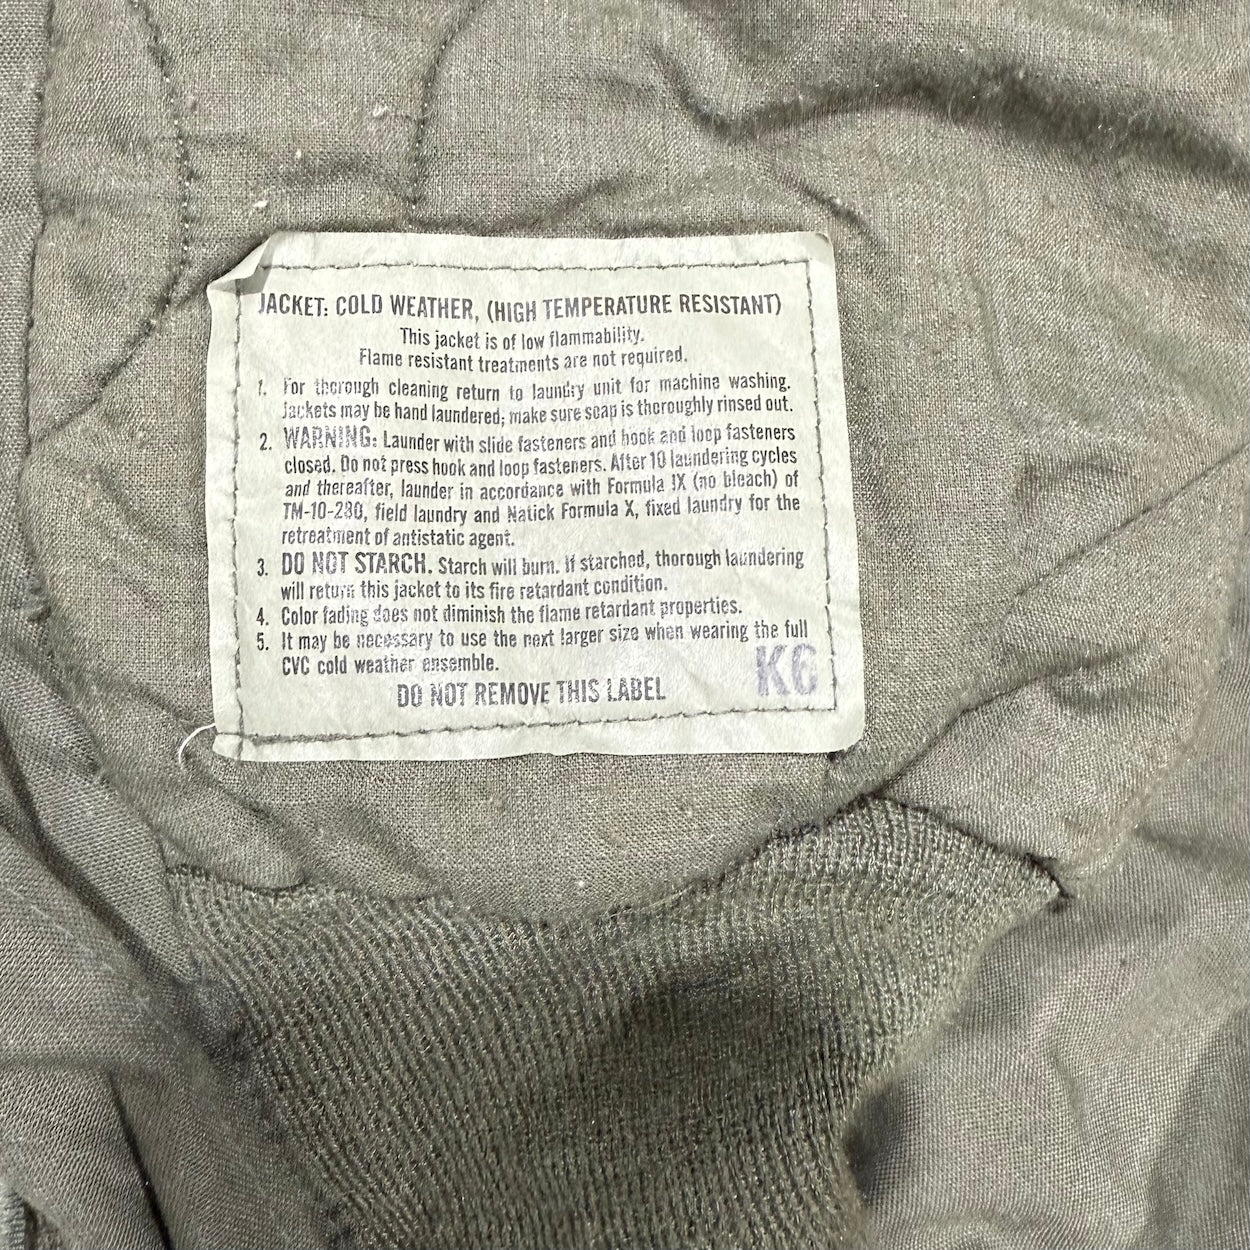 JACKET: COLD WEATHER, (HIGH TEMPERATURE RESISTANT)
This jacket is of low flammability.
Flame resistant treatments are not required.
1. For thorough cleaning return to laundry unit for machine washing.
Jackets may be hand laundered; make sure soap is thoroughly rinsed out.
2. WARNING: Launder with slide fasteners and hook and loop fasteners
closed. Do not press hook and loop fasteners. After 10 laundering cycles
and thereafter, launder in accordance with Formula IX (no bleach) of
TM-10-280, field laundry and Natick Formula X, fixed laundry for the
retreatment of antistatic agent.
3. DO NOT STARCH. Starch will burn. If starched, thorough laundering
will return this jacket to its fire retardant condition.
4. Color fading does not diminish the flame retardant properties.
5. It may be necessary to use the next larger size when wearing the full
CVC cold weather ensemble.
K6
DO NOT REMOVE THIS LABEL